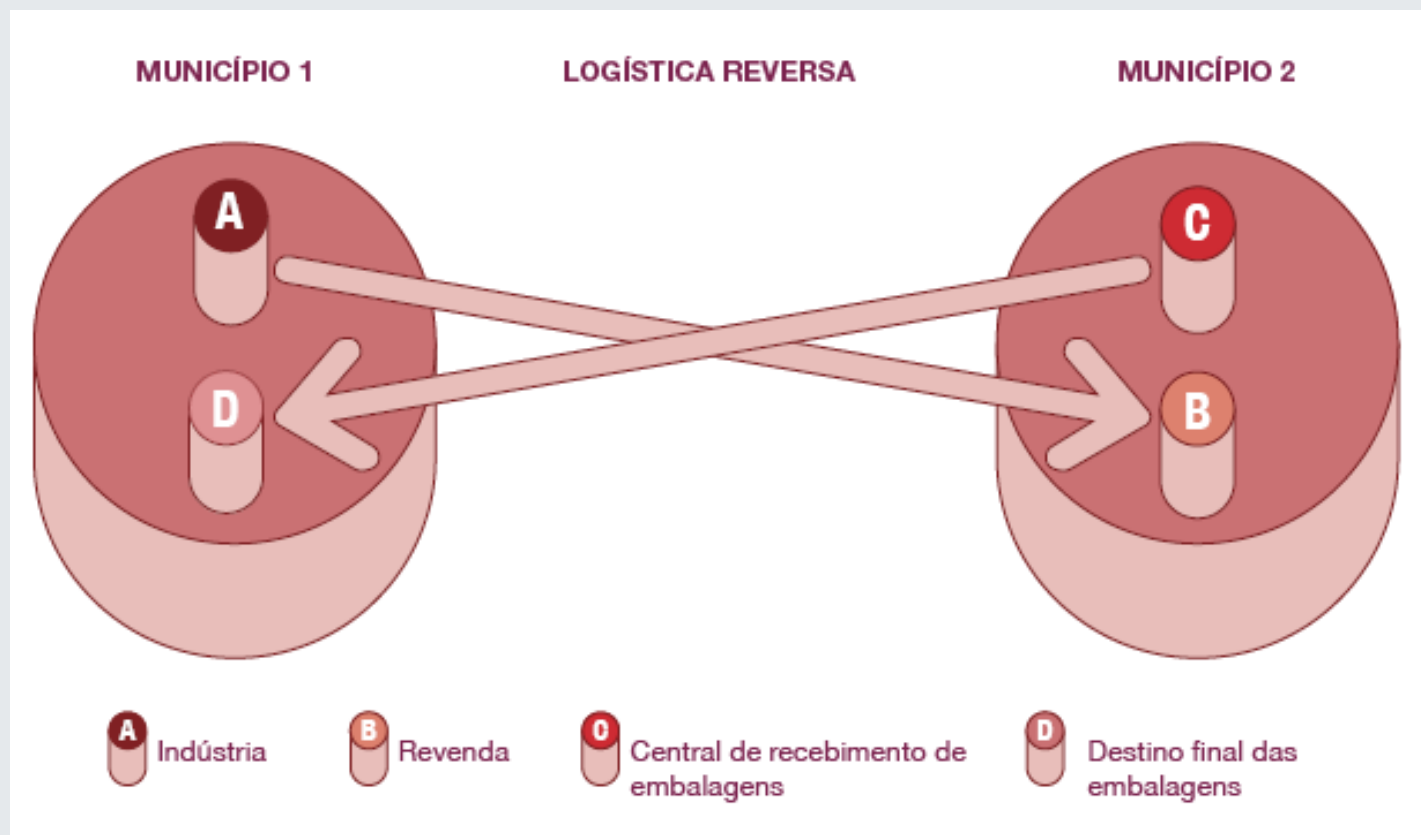 MUNICÍPIO 1
LOGÍSTICA REVERSA
MUNICÍPIO 2
A
C
D
B
A Indústria
B Revenda
C Central de recebimento de
embalagens
D Destino final das
embalagens